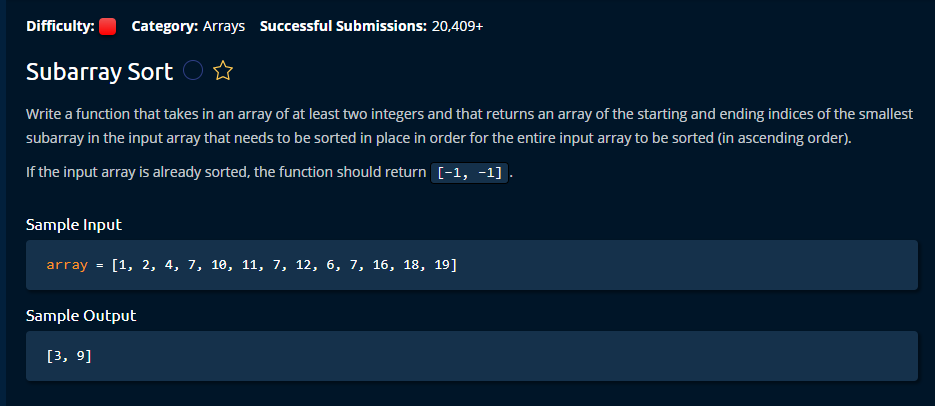 Difficulty: Category: Arrays Successful Submissions: 20,409+
Subarray Sort
Write a function that takes in an array of at least two integers and that returns an array of the starting and ending indices of the smallest
subarray in the input array that needs to be sorted in place in order for the entire input array to be sorted (in ascending order).
If the input array is already sorted, the function should return [-1, -1] .
Sample Input
array = [1, 2, 4, 7, 10, 11, 7, 12, 6, 7, 16, 18, 19]
Sample Output
[3, 9]